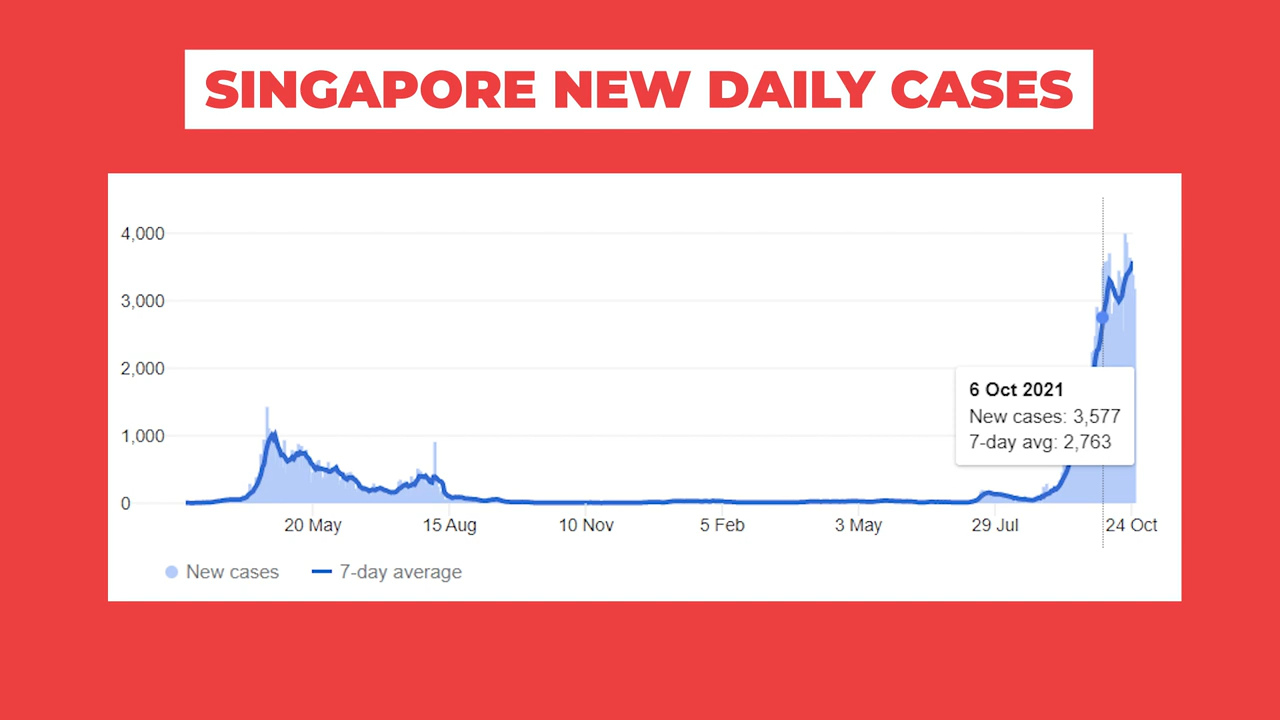 SINGAPORE NEW DAILY CASES
4,000
3,000
2,000
1,000
0
6 Oct 2021
New cases: 3,577
7-day avg: 2,763
20 May 15 Aug 10 Nov 5 Feb 3 May 29 Jul 24 Oct
New cases 7-day average